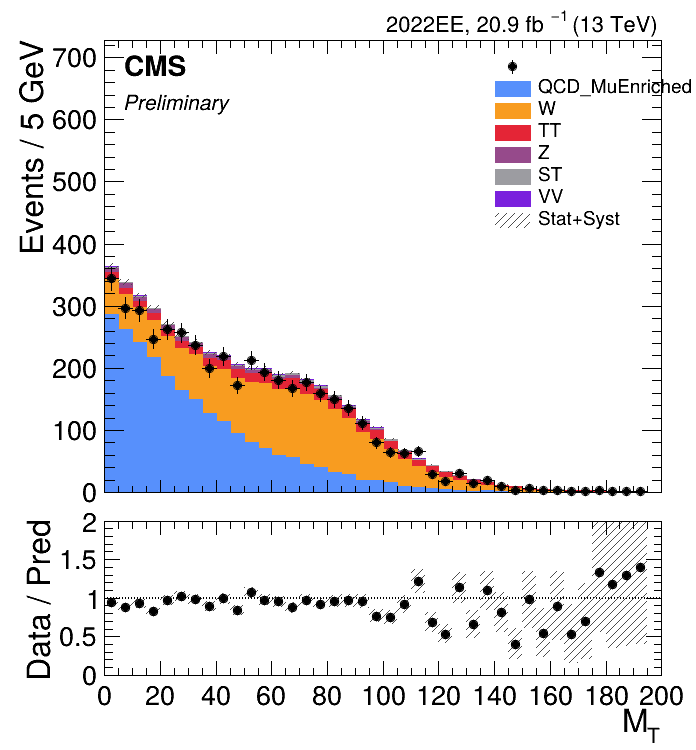 2022EE, 20.9 fb⁻¹ (13 TeV)
CMS
Preliminary
QCD_MuEnriched
W
TT
Z
ST
VV
Stat+Syst
Events / 5 GeV
700
600
500
400
300
200
100
0
Data / Pred
2
1.5
1
0.5
0
0 20 40 60 80 100 120 140 160 180 200
M_T